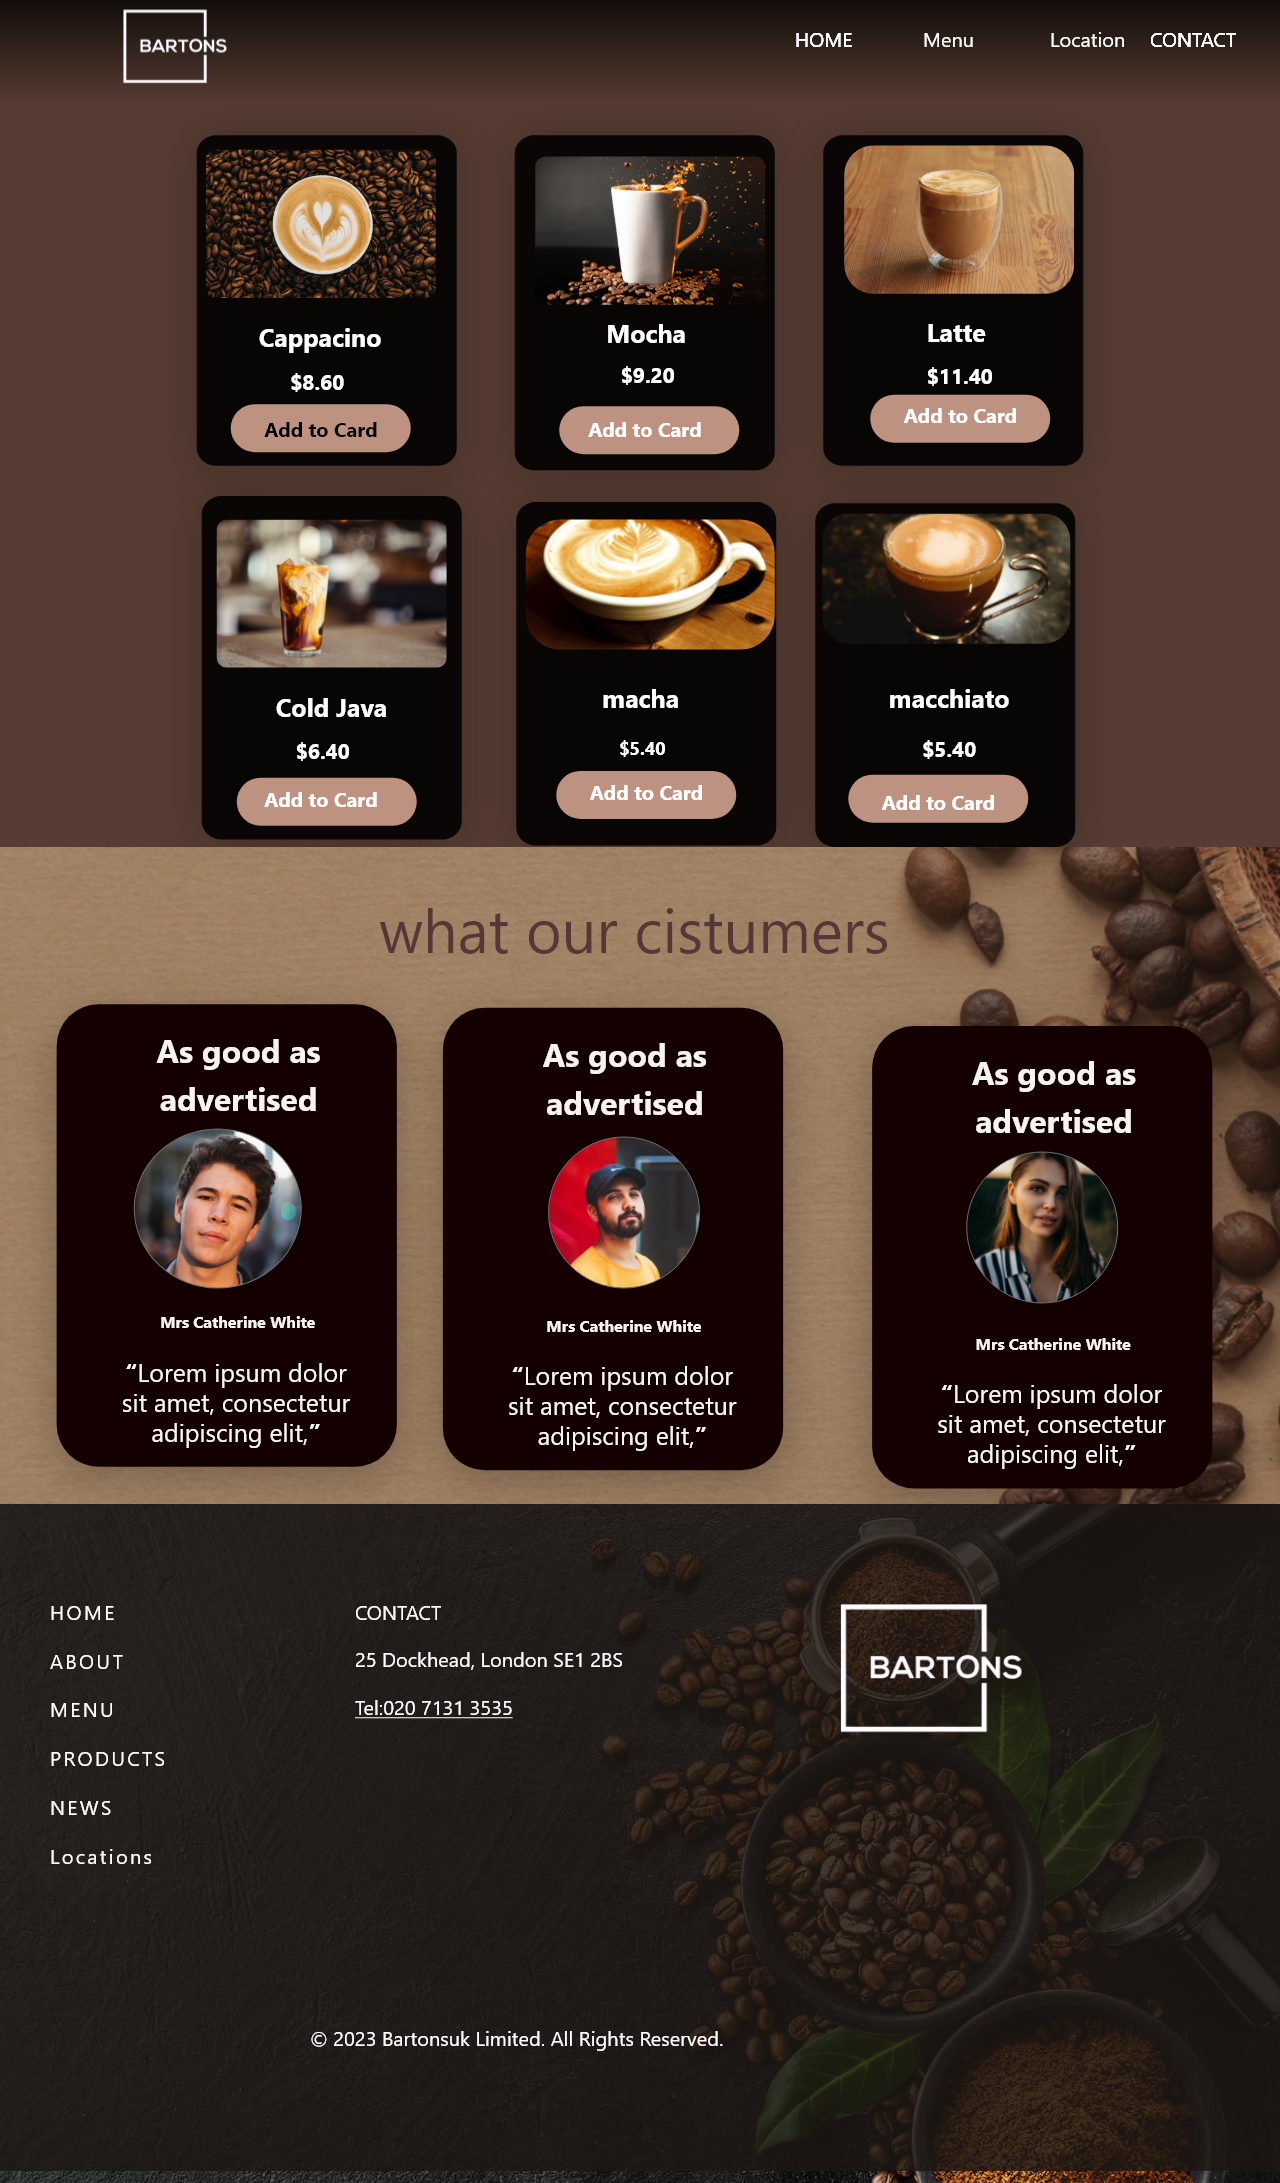 BARTONS
HOME Menu Location CONTACT
Cappacino
$8.60
Add to Card
Mocha
$9.20
Add to Card
Latte
$11.40
Add to Card
Cold Java
$6.40
Add to Card
macha
$5.40
Add to Card
macchiato
$5.40
Add to Card
what our cistumers
As good as
advertised
Mrs Catherine White
“Lorem ipsum dolor
sit amet, consectetur
adipiscing elit,”
As good as
advertised
Mrs Catherine White
“Lorem ipsum dolor
sit amet, consectetur
adipiscing elit,”
As good as
advertised
Mrs Catherine White
“Lorem ipsum dolor
sit amet, consectetur
adipiscing elit,”
HOME
ABOUT
MENU
PRODUCTS
NEWS
Locations
CONTACT
25 Dockhead, London SE1 2BS
Tel:020 7131 3535
BARTONS
© 2023 Bartonsuk Limited. All Rights Reserved.